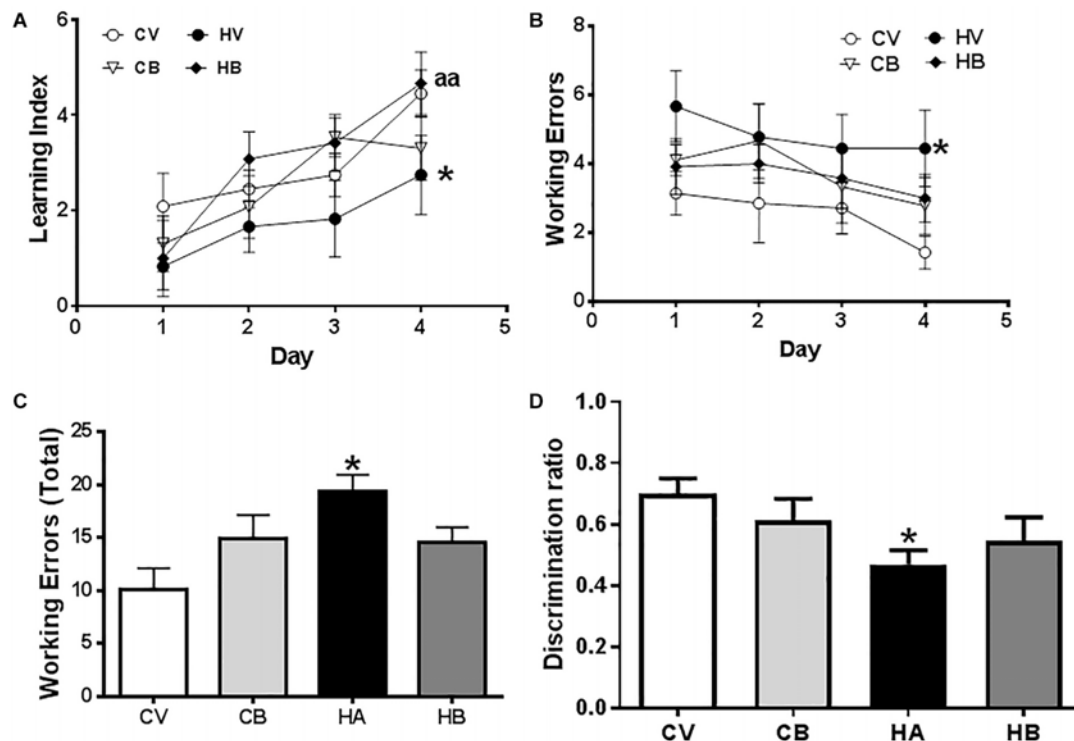 A
Learning Index
6
4
2
0
CV
HV
CB
HB
aa
*
0
1
2
3
4
5
Day
B
Working Errors
8
6
4
2
0
CV
HV
CB
HB
*
0
1
2
3
4
5
Day
C
Working Errors (Total)
25
20
15
10
5
0
*
CV
CB
HA
HB
D
Discrimination ratio
1.0
0.8
0.6
0.4
0.2
0.0
*
CV
CB
HA
HB